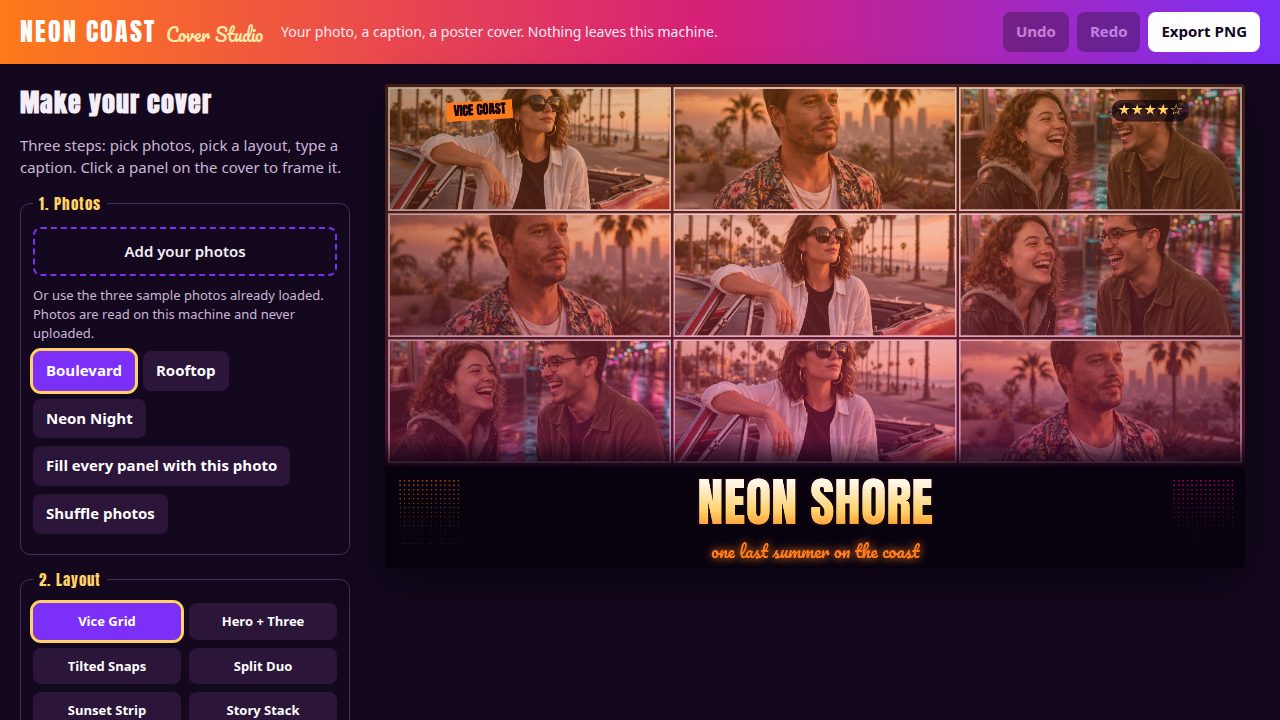 NEON COAST Cover Studio Your photo, a caption, a poster cover. Nothing leaves this machine. Undo Redo Export PNG
Make your cover
Three steps: pick photos, pick a layout, type a
caption. Click a panel on the cover to frame it.
1. Photos
Add your photos
Or use the three sample photos already loaded.
Photos are read on this machine and never
uploaded.
Boulevard Rooftop
Neon Night
Fill every panel with this photo
Shuffle photos
2. Layout
Vice Grid Hero + Three
Tilted Snaps Split Duo
Sunset Strip Story Stack
VICE COAST
★★★★☆
NEON SHORE
one last summer on the coast